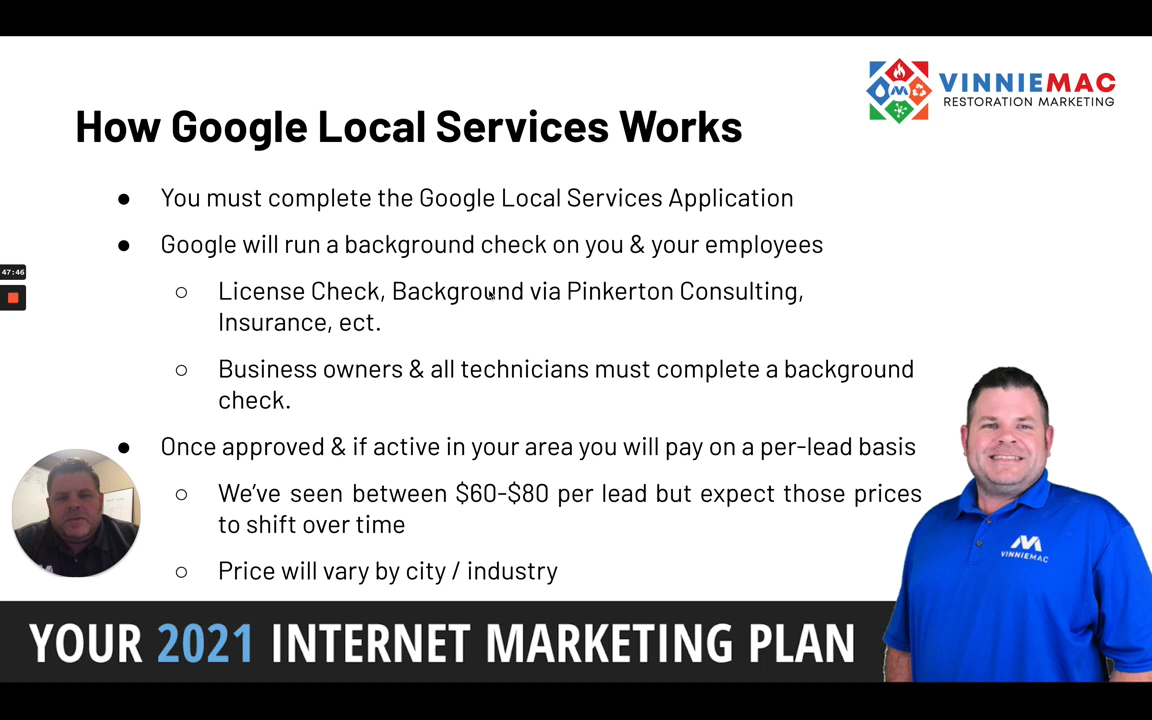 VINNIEMAC
RESTORATION MARKETING
How Google Local Services Works
● You must complete the Google Local Services Application
● Google will run a background check on you & your employees
47:46
○ License Check, Background via Pinkerton Consulting,
Insurance, ect.
○ Business owners & all technicians must complete a background
check.
● Once approved & if active in your area you will pay on a per-lead basis
○ We’ve seen between $60-$80 per lead but expect those prices
to shift over time
○ Price will vary by city / industry
VINNIEMAC
YOUR 2021 INTERNET MARKETING PLAN